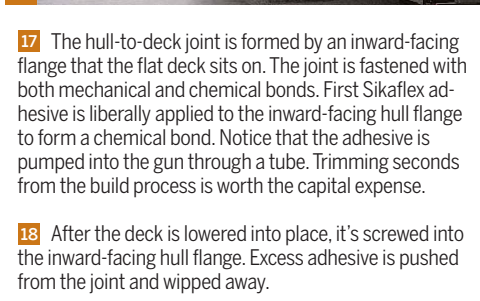 17 The hull-to-deck joint is formed by an inward-facing
flange that the flat deck sits on. The joint is fastened with
both mechanical and chemical bonds. First Sikaflex ad-
hesive is liberally applied to the inward-facing hull flange
to form a chemical bond. Notice that the adhesive is
pumped into the gun through a tube. Trimming seconds
from the build process is worth the capital expense.
18 After the deck is lowered into place, it's screwed into
the inward-facing hull flange. Excess adhesive is pushed
from the joint and wipped away.